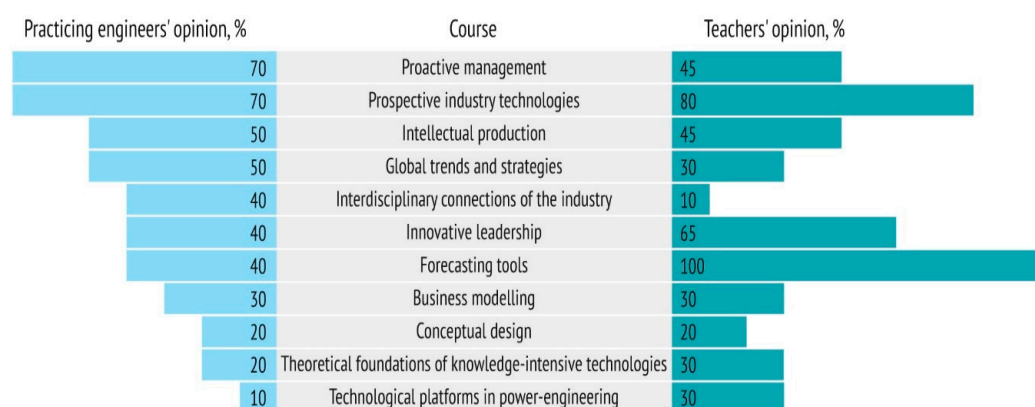 Practicing engineers' opinion, % Course Teachers' opinion, %
70 Proactive management 45
70 Prospective industry technologies 80
50 Intellectual production 45
50 Global trends and strategies 30
40 Interdisciplinary connections of the industry 10
40 Innovative leadership 65
40 Forecasting tools 100
30 Business modelling 30
20 Conceptual design 20
20 Theoretical foundations of knowledge-intensive technologies 30
10 Technological platforms in power-engineering 30